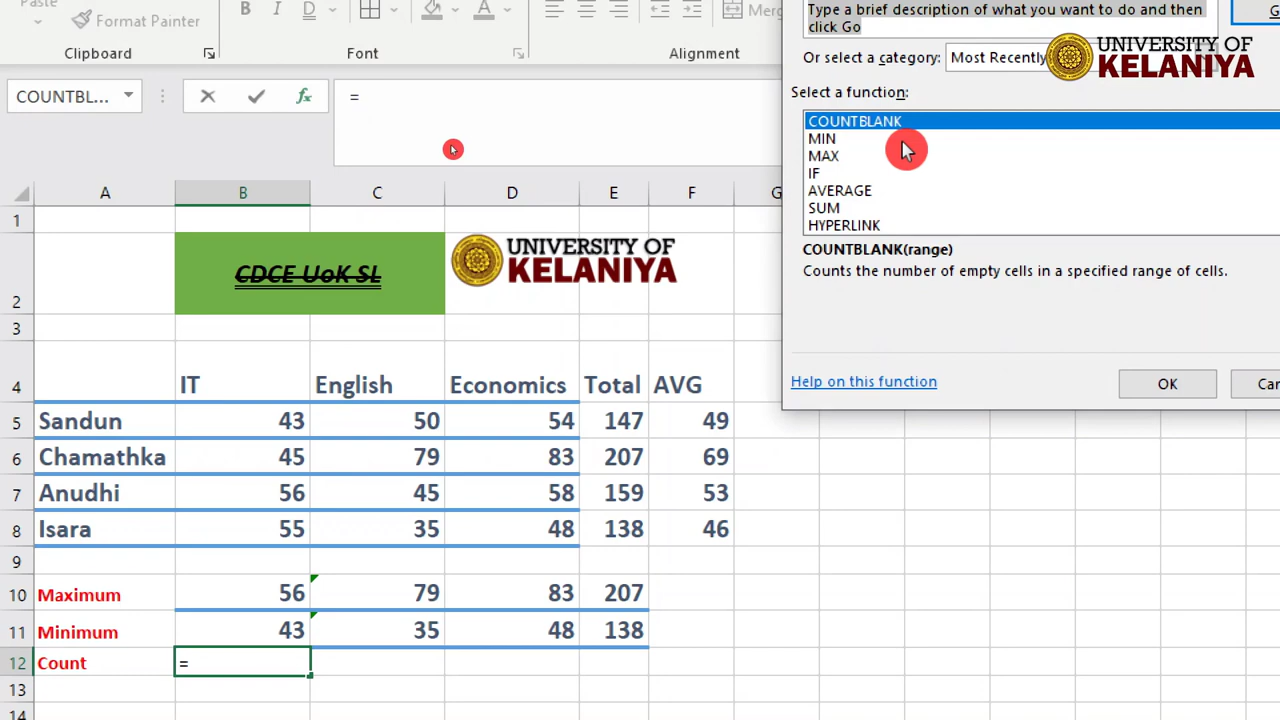 Paste
Format Painter
B I D A Merg
Clipboard Font Alignment
COUNTBL... fx =
A B C D E F G
1
2 CDCE UoK SL UNIVERSITY OF
KELANIYA
3
4 IT English Economics Total AVG
5 Sandun 43 50 54 147 49
6 Chamathka 45 79 83 207 69
7 Anudhi 56 45 58 159 53
8 Isara 55 35 48 138 46
9
10 Maximum 56 79 83 207
11 Minimum 43 35 48 138
12 Count =
13
14
Type a brief description of what you want to do and then
click Go
G
Or select a category: Most Recently
UNIVERSITY OF
KELANIYA
Select a function:
COUNTBLANK
MIN
MAX
IF
AVERAGE
SUM
HYPERLINK
COUNTBLANK(range)
Counts the number of empty cells in a specified range of cells.
Help on this function
OK
Can